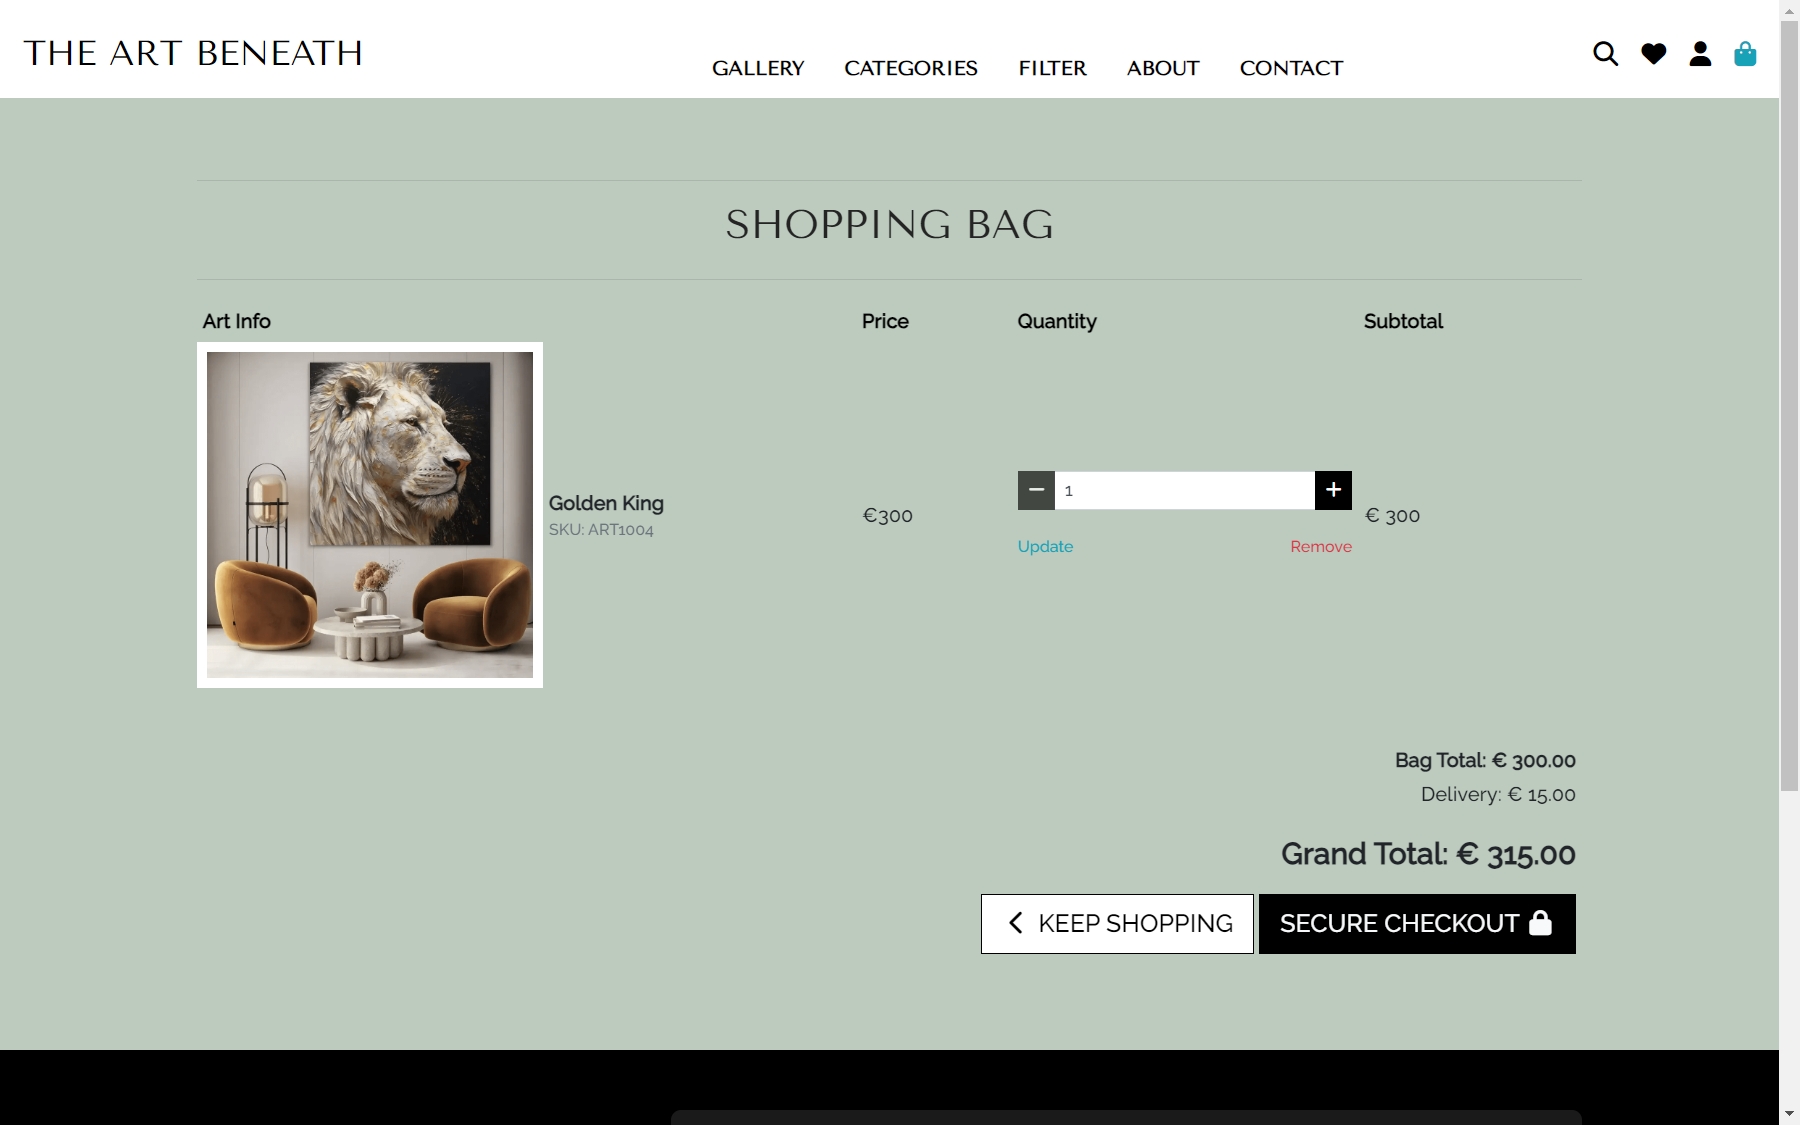 THE ART BENEATH
GALLERY CATEGORIES FILTER ABOUT CONTACT
SHOPPING BAG
Art Info Price Quantity Subtotal
Golden King
SKU: ART1004
€300
1
Update Remove
€ 300
Bag Total: € 300.00
Delivery: € 15.00
Grand Total: € 315.00
KEEP SHOPPING
SECURE CHECKOUT